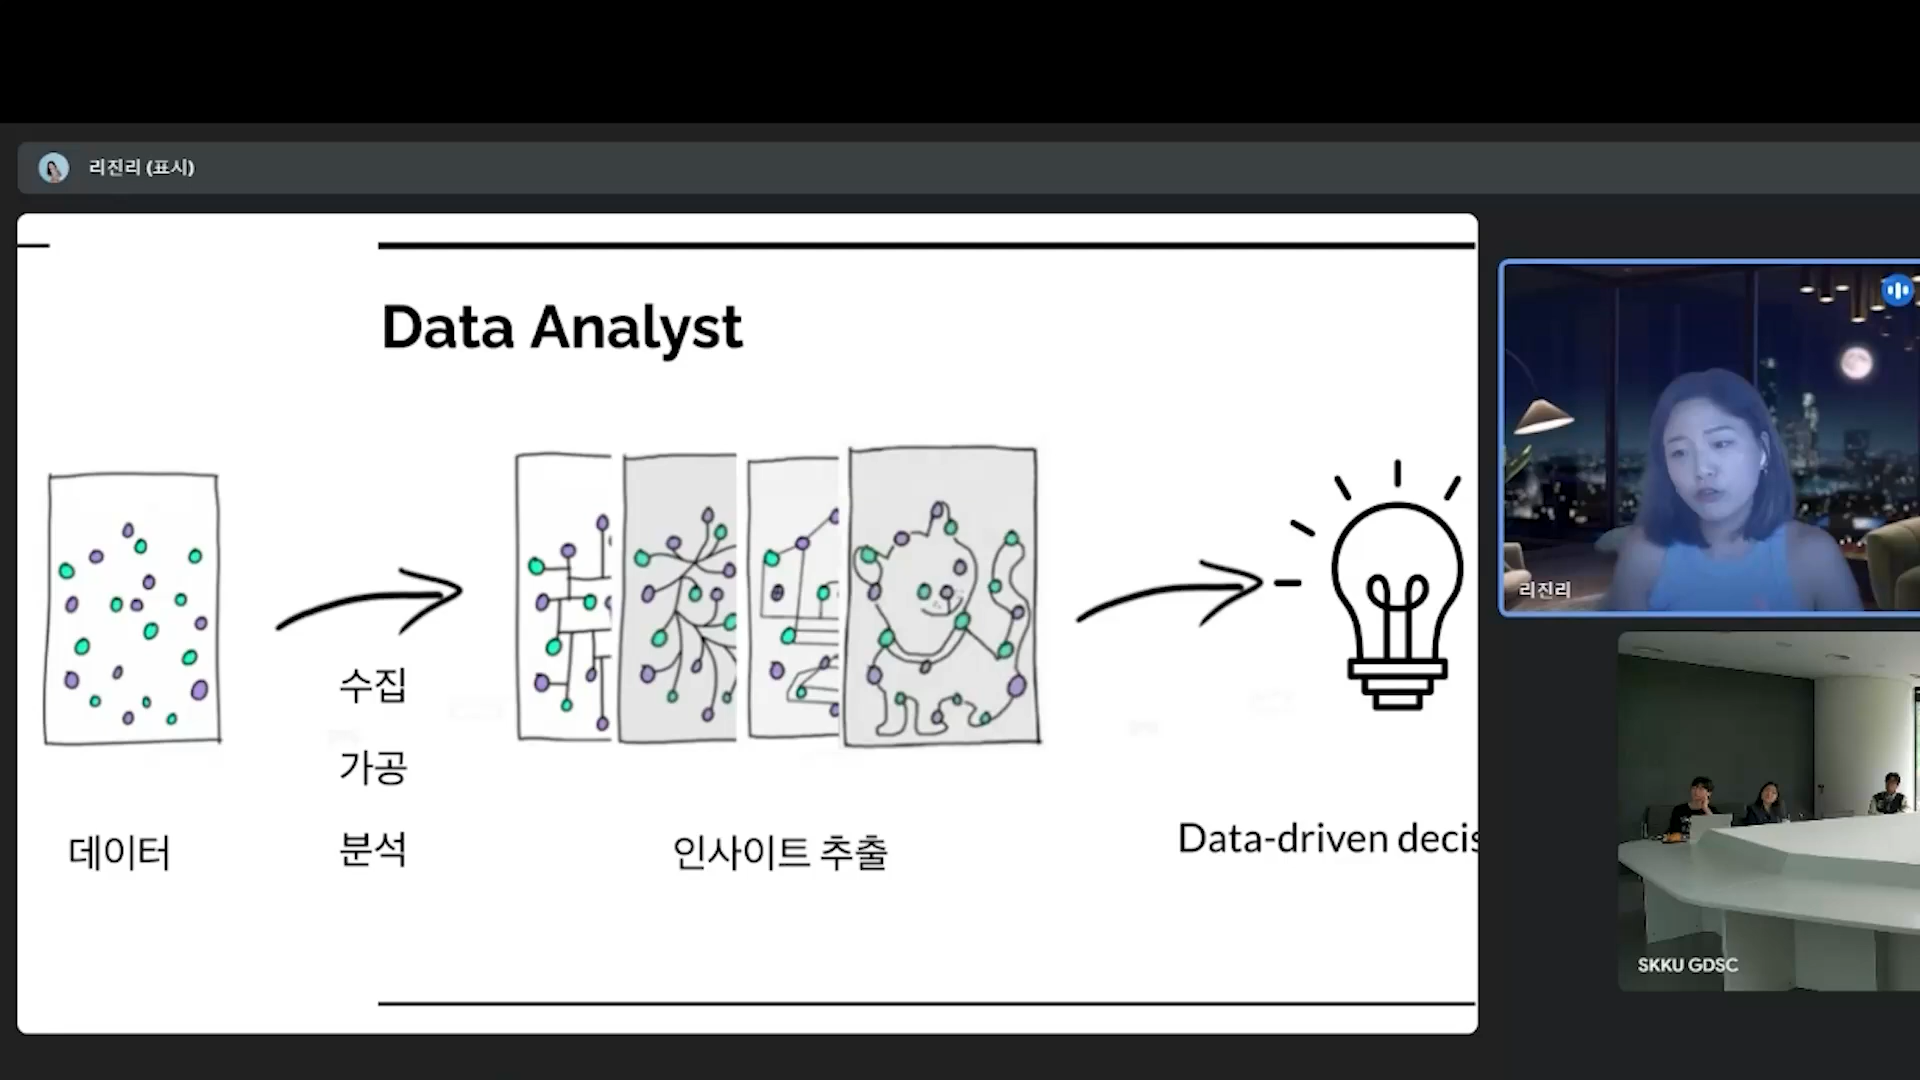 리진리 (표시)
Data Analyst
수집
가공
분석
데이터
인사이트 추출
Data-driven decis
리진리
SKKU GDSC